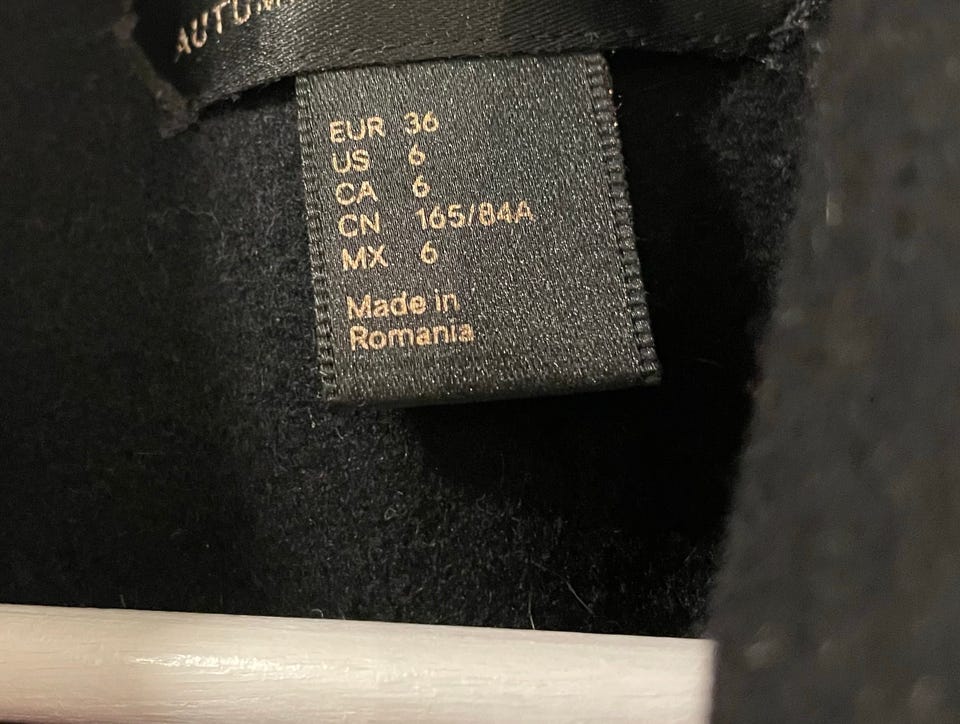 EUR 36
US 6
CA 6
CN 165/84A
MX 6
Made in
Romania